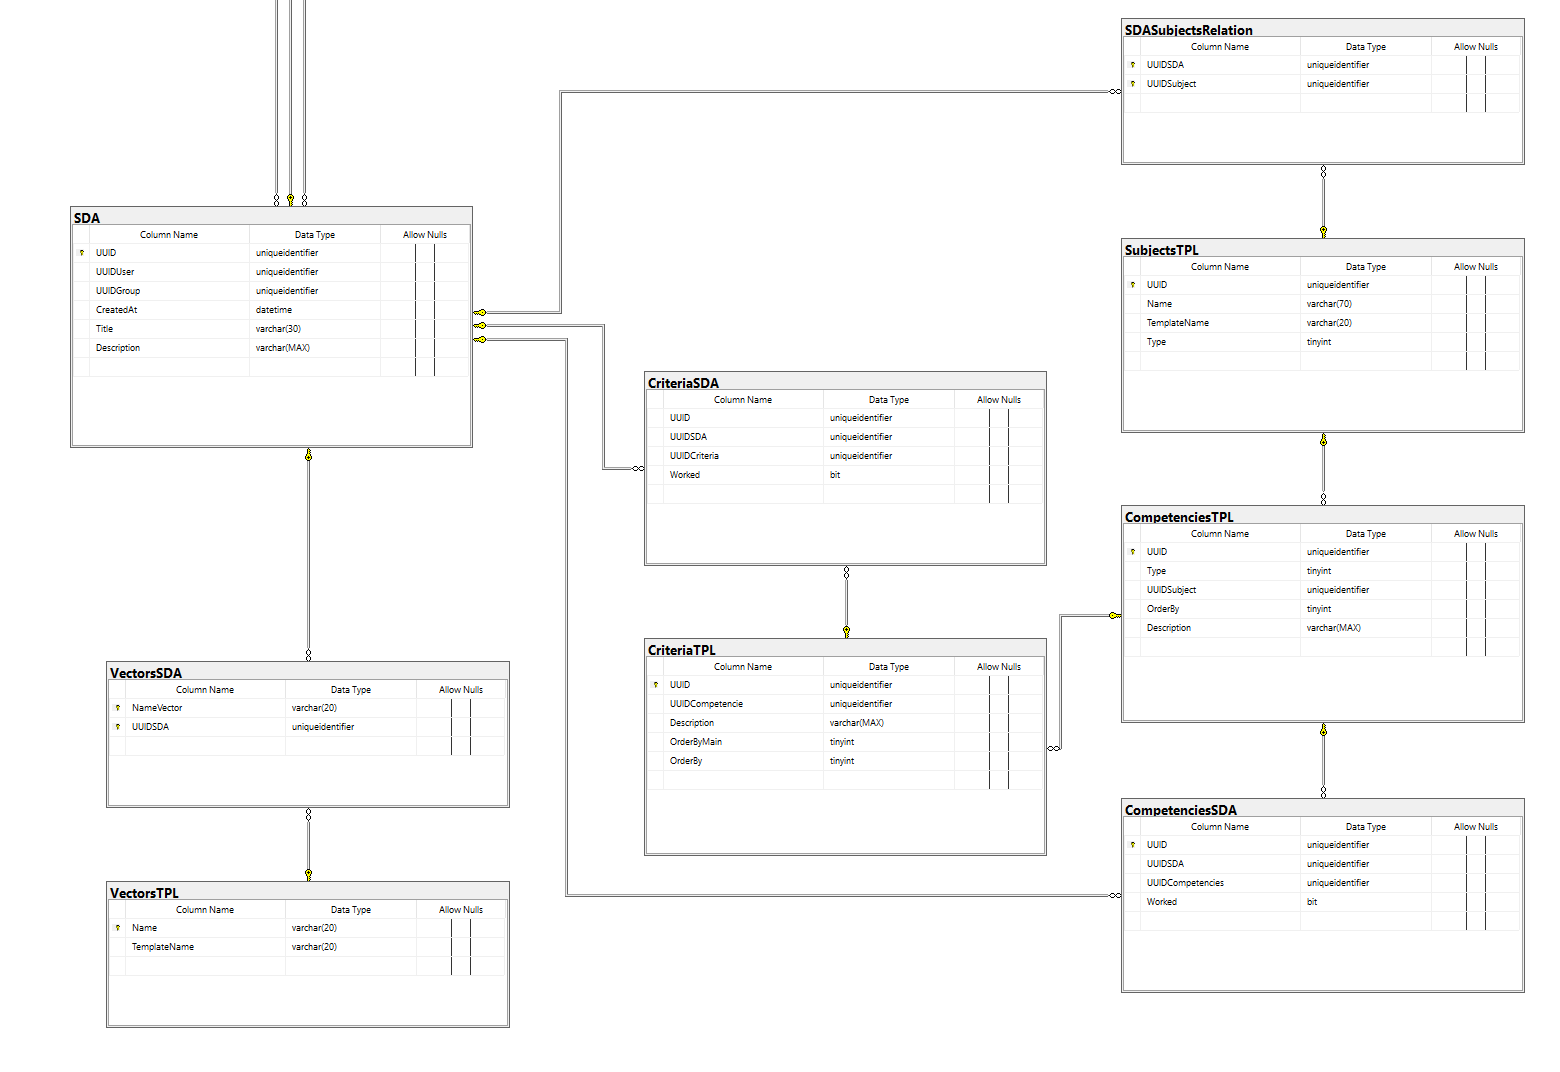 SDASubjectsRelation
Column Name Data Type Allow Nulls
UUIDSDA uniqueidentifier
UUIDSubject uniqueidentifier
SDA
Column Name Data Type Allow Nulls
UUID uniqueidentifier
UUIDUser uniqueidentifier
UUIDGroup uniqueidentifier
CreatedAt datetime
Title varchar(30)
Description varchar(MAX)
SubjectsTPL
Column Name Data Type Allow Nulls
UUID uniqueidentifier
Name varchar(70)
TemplateName varchar(20)
Type tinyint
CriteriaSDA
Column Name Data Type Allow Nulls
UUID uniqueidentifier
UUIDSDA uniqueidentifier
UUIDCriteria uniqueidentifier
Worked bit
CompetenciesTPL
Column Name Data Type Allow Nulls
UUID uniqueidentifier
Type tinyint
UUIDSubject uniqueidentifier
OrderBy tinyint
Description varchar(MAX)
CriteriaTPL
Column Name Data Type Allow Nulls
UUID uniqueidentifier
UUIDCompetencie uniqueidentifier
Description varchar(MAX)
OrderByMain tinyint
OrderBy tinyint
VectorsSDA
Column Name Data Type Allow Nulls
NameVector varchar(20)
UUIDSDA uniqueidentifier
CompetenciesSDA
Column Name Data Type Allow Nulls
UUID uniqueidentifier
UUIDSDA uniqueidentifier
UUIDCompetencies uniqueidentifier
Worked bit
VectorsTPL
Column Name Data Type Allow Nulls
Name varchar(20)
TemplateName varchar(20)